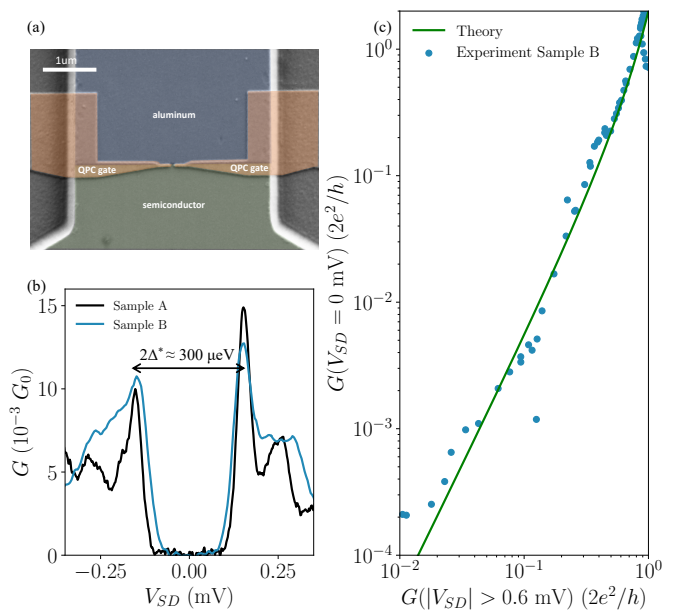 (a)
1um
aluminum
QPC gate
QPC gate
semiconductor
(b)
Sample A
Sample B
2Δ* ≈ 300 μeV
15
10
5
0
G (10⁻³ G₀)
−0.25
0.00
0.25
V_SD (mV)
(c)
Theory
Experiment Sample B
10⁰
10⁻¹
10⁻²
10⁻³
10⁻⁴
G(V_SD = 0 mV) (2e²/h)
10⁻²
10⁻¹
10⁰
G(|V_SD| > 0.6 mV) (2e²/h)